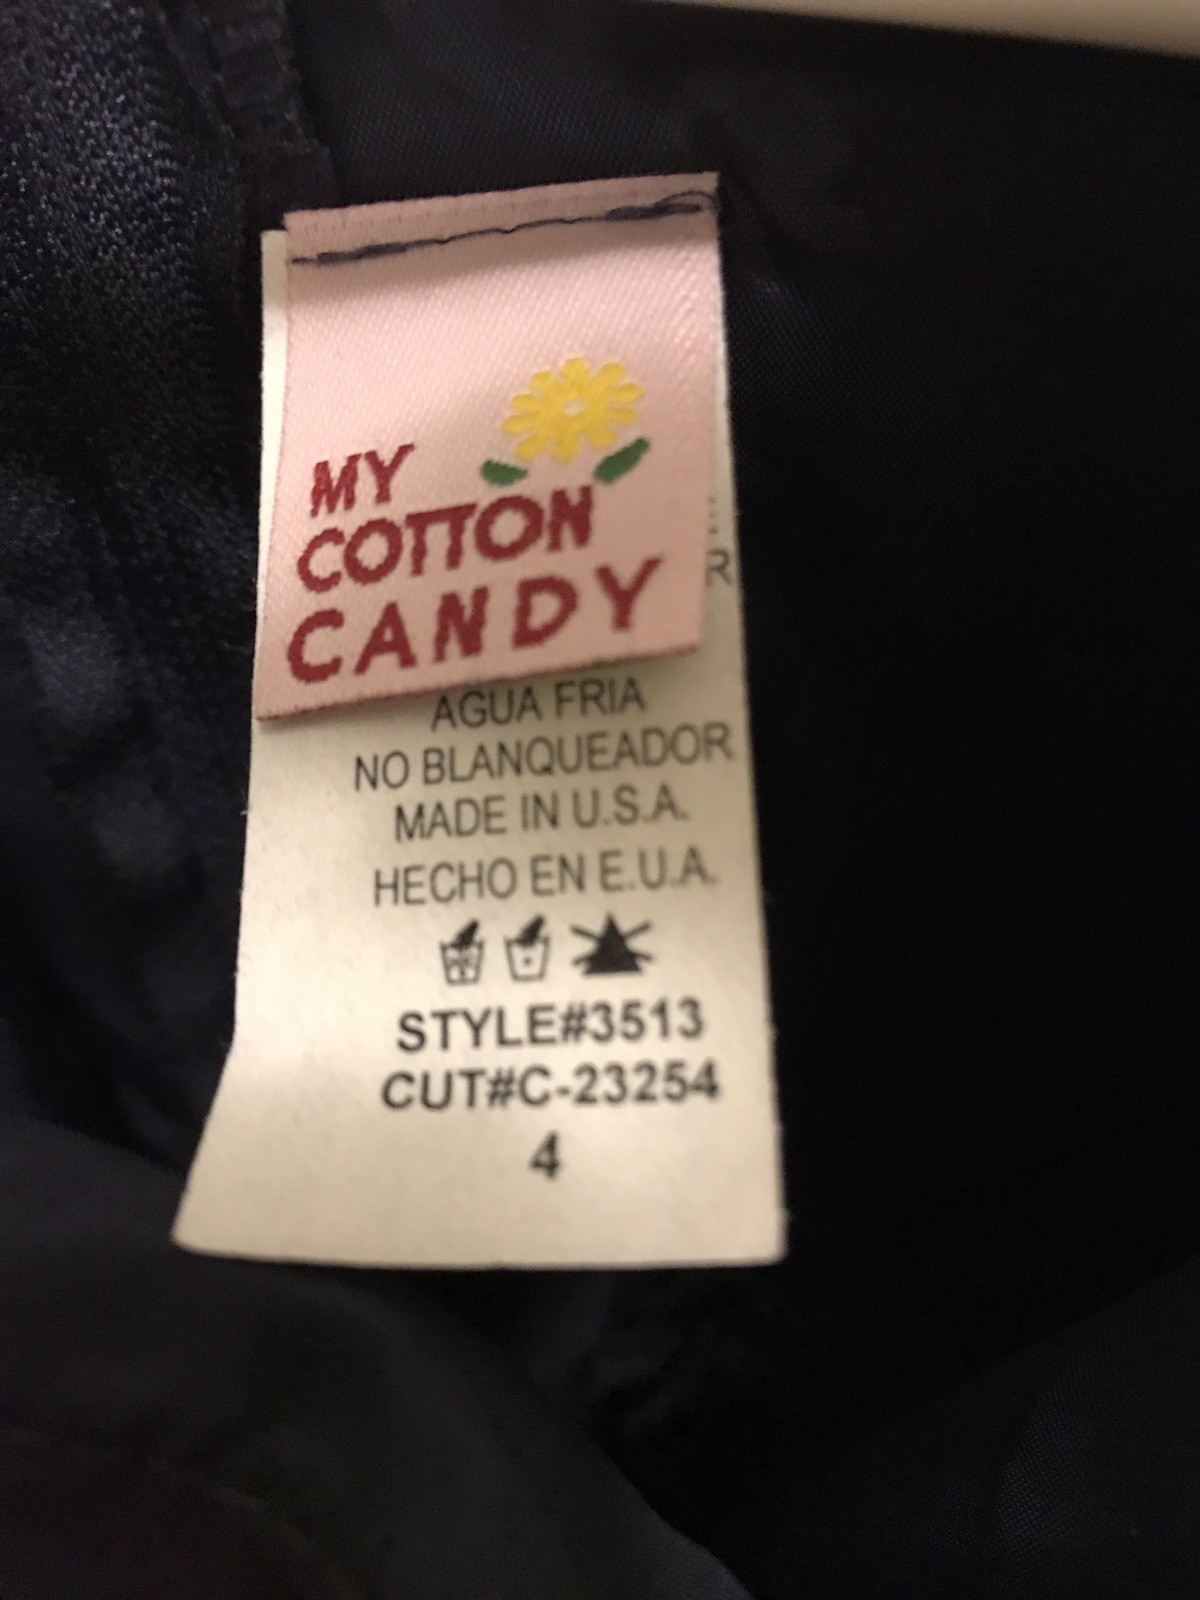 MY
COTTON
CANDY
R
AGUA FRIA
NO BLANQUEADOR
MADE IN U.S.A.
HECHO EN E.U.A.
STYLE#3513
CUT#C-23254
4